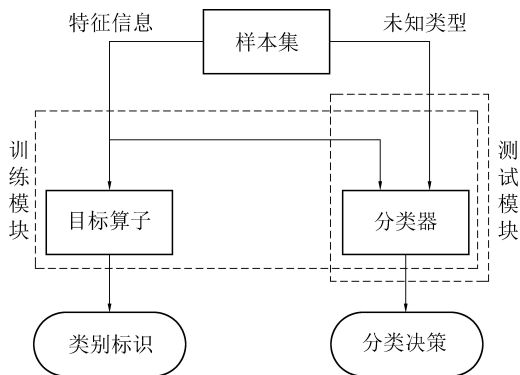 特征信息
样本集
未知类型
训练模块
测试模块
目标算子
分类器
类别标识
分类决策